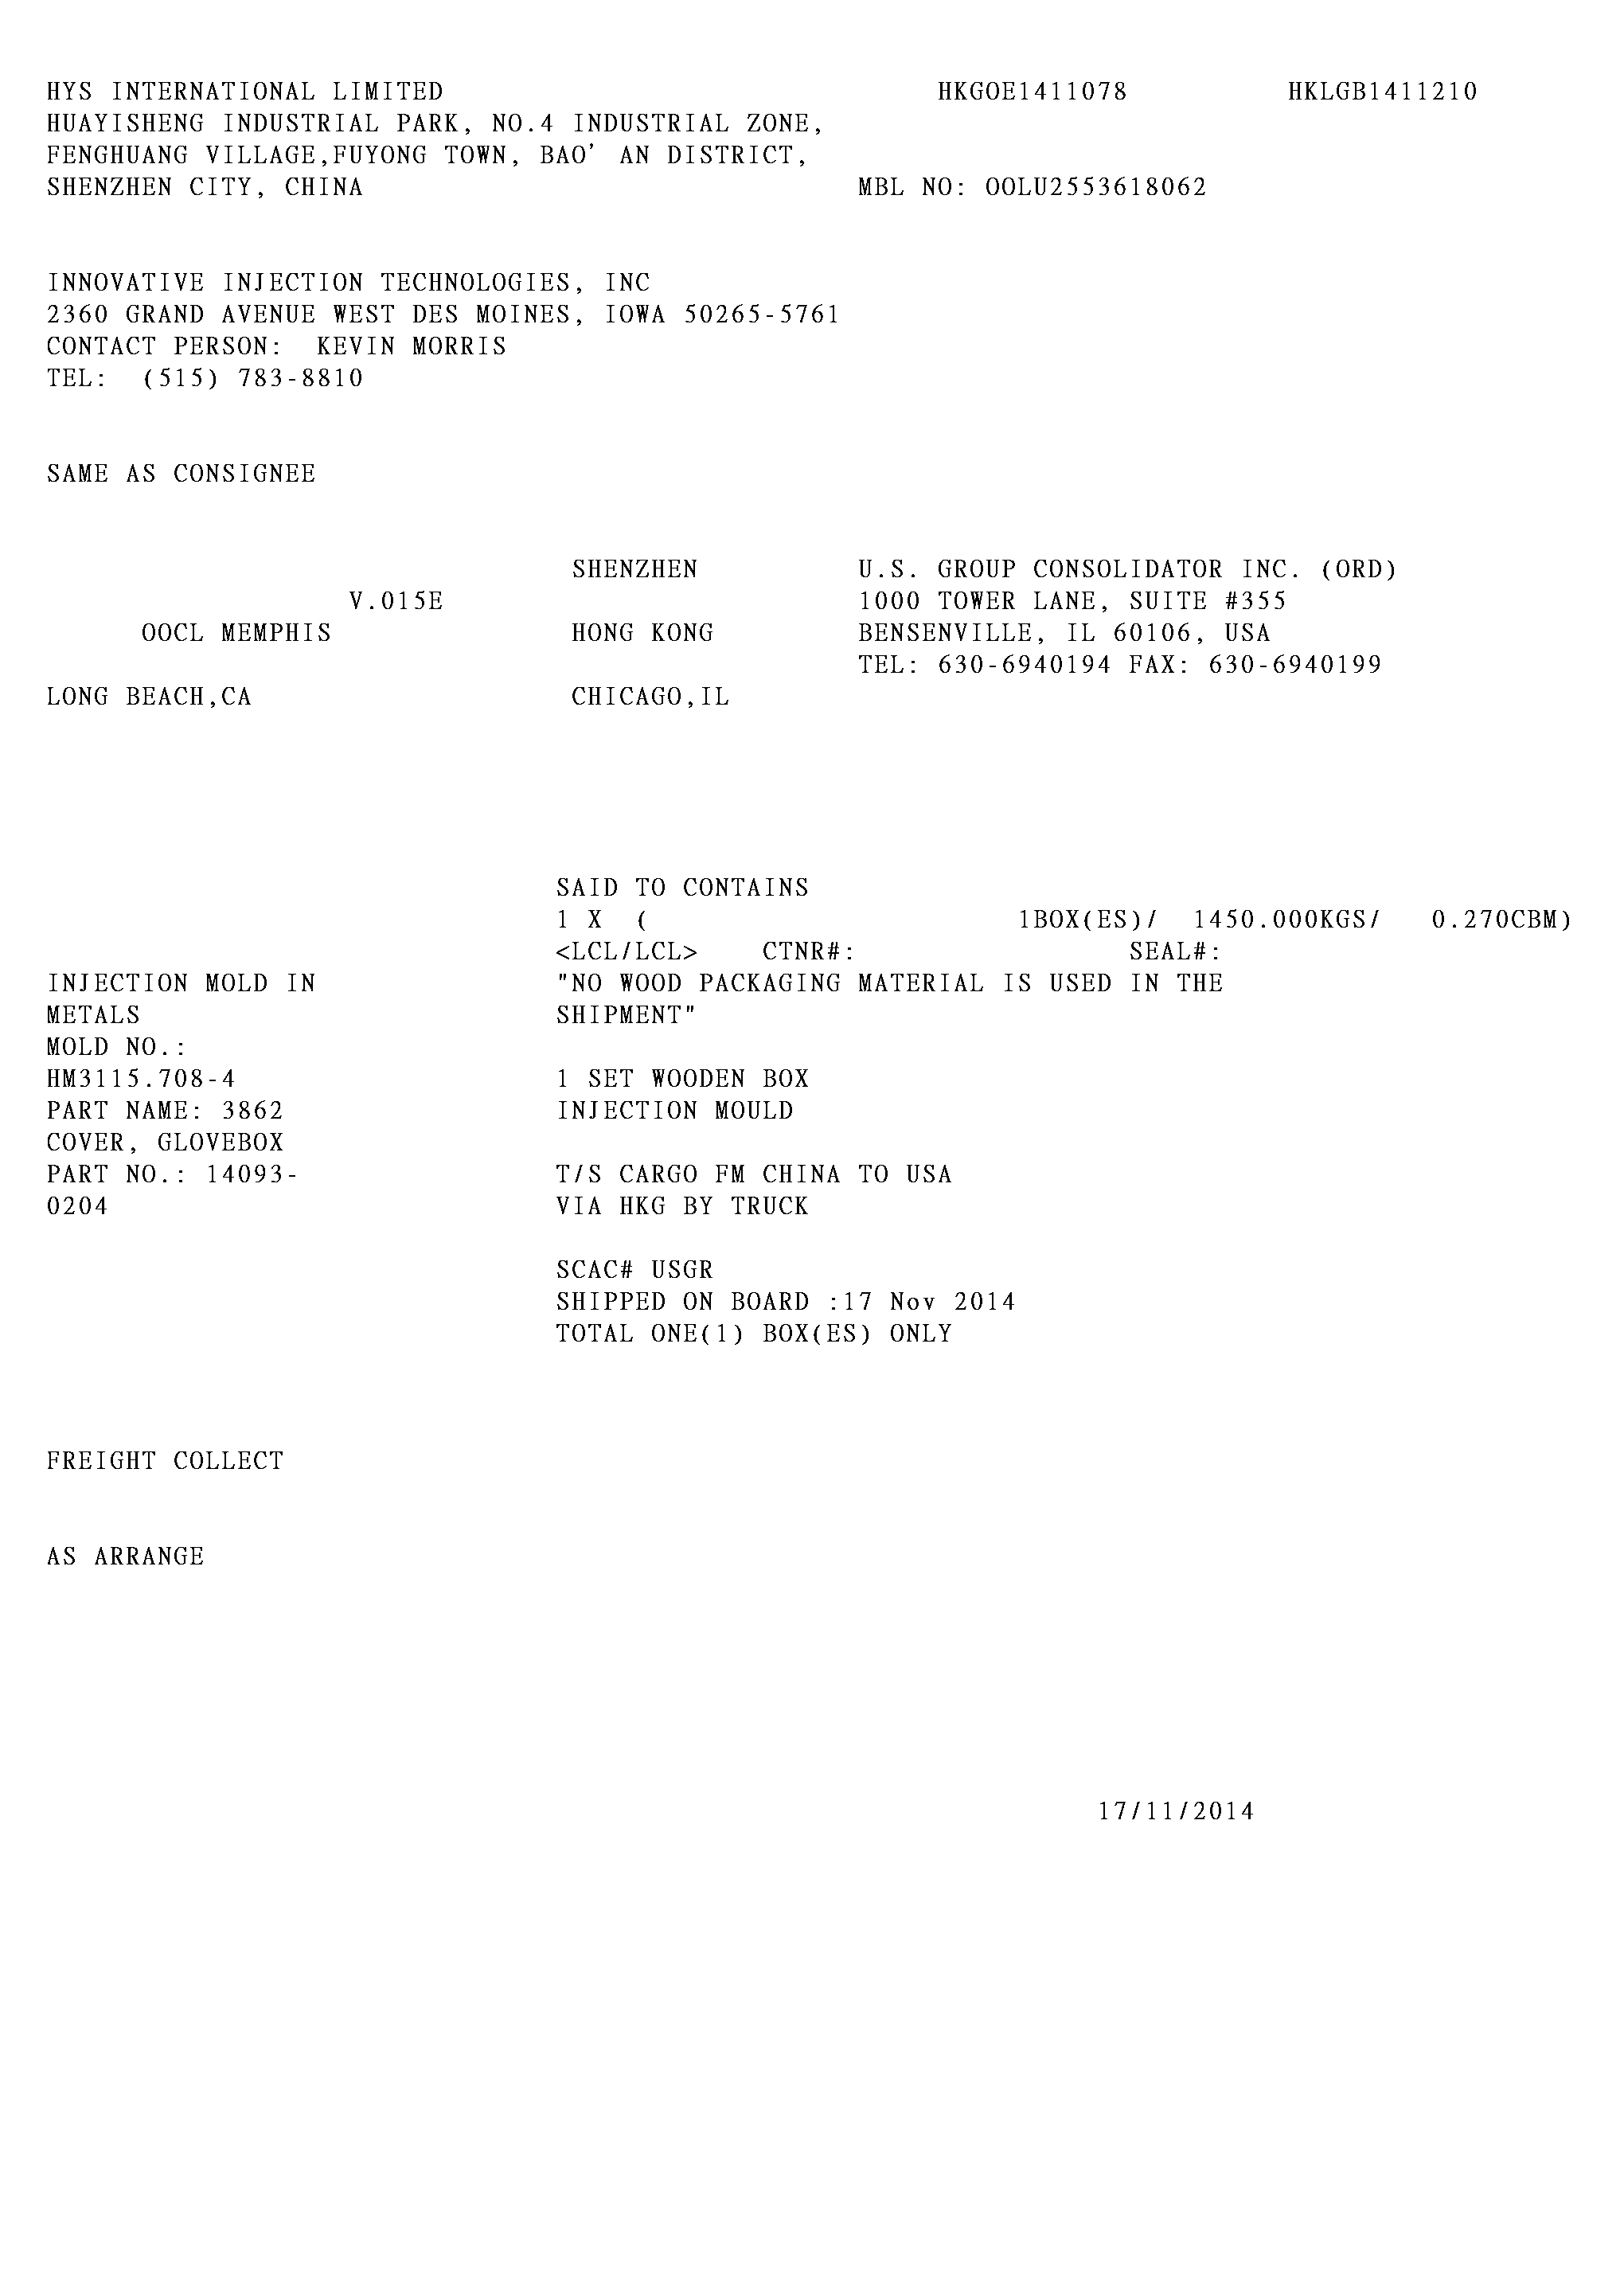 HYS INTERNATIONAL LIMITED HKGOE1411078 HKLGB1411210
HUAYISHENG INDUSTRIAL PARK, NO.4 INDUSTRIAL ZONE,
FENGHUANG VILLAGE,FUYONG TOWN, BAO' AN DISTRICT,
SHENZHEN CITY, CHINA MBL NO: OOLU2553618062
INNOVATIVE INJECTION TECHNOLOGIES, INC
2360 GRAND AVENUE WEST DES MOINES, IOWA 50265-5761
CONTACT PERSON: KEVIN MORRIS
TEL: (515) 783-8810
SAME AS CONSIGNEE
SHENZHEN U.S. GROUP CONSOLIDATOR INC. (ORD)
V.015E 1000 TOWER LANE, SUITE #355
OOCL MEMPHIS HONG KONG BENSENVILLE, IL 60106, USA
TEL: 630-6940194 FAX: 630-6940199
LONG BEACH,CA CHICAGO,IL
SAID TO CONTAINS
1 X ( 1BOX(ES)/ 1450.000KGS/ 0.270CBM)
<LCL/LCL> CTNR#: SEAL#:
INJECTION MOLD IN "NO WOOD PACKAGING MATERIAL IS USED IN THE
METALS SHIPMENT"
MOLD NO.:
HM3115.708-4 1 SET WOODEN BOX
PART NAME: 3862 INJECTION MOULD
COVER, GLOVEBOX
PART NO.: 14093- T/S CARGO FM CHINA TO USA
0204 VIA HKG BY TRUCK
SCAC# USGR
SHIPPED ON BOARD :17 Nov 2014
TOTAL ONE(1) BOX(ES) ONLY
FREIGHT COLLECT
AS ARRANGE
17/11/2014